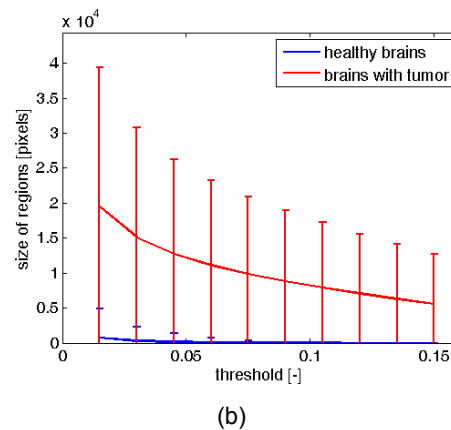 x 10^4
healthy brains
brains with tumor
size of regions [pixels]
4
3.5
3
2.5
2
1.5
1
0.5
0
0
0.05
0.1
0.15
threshold [-]
(b)